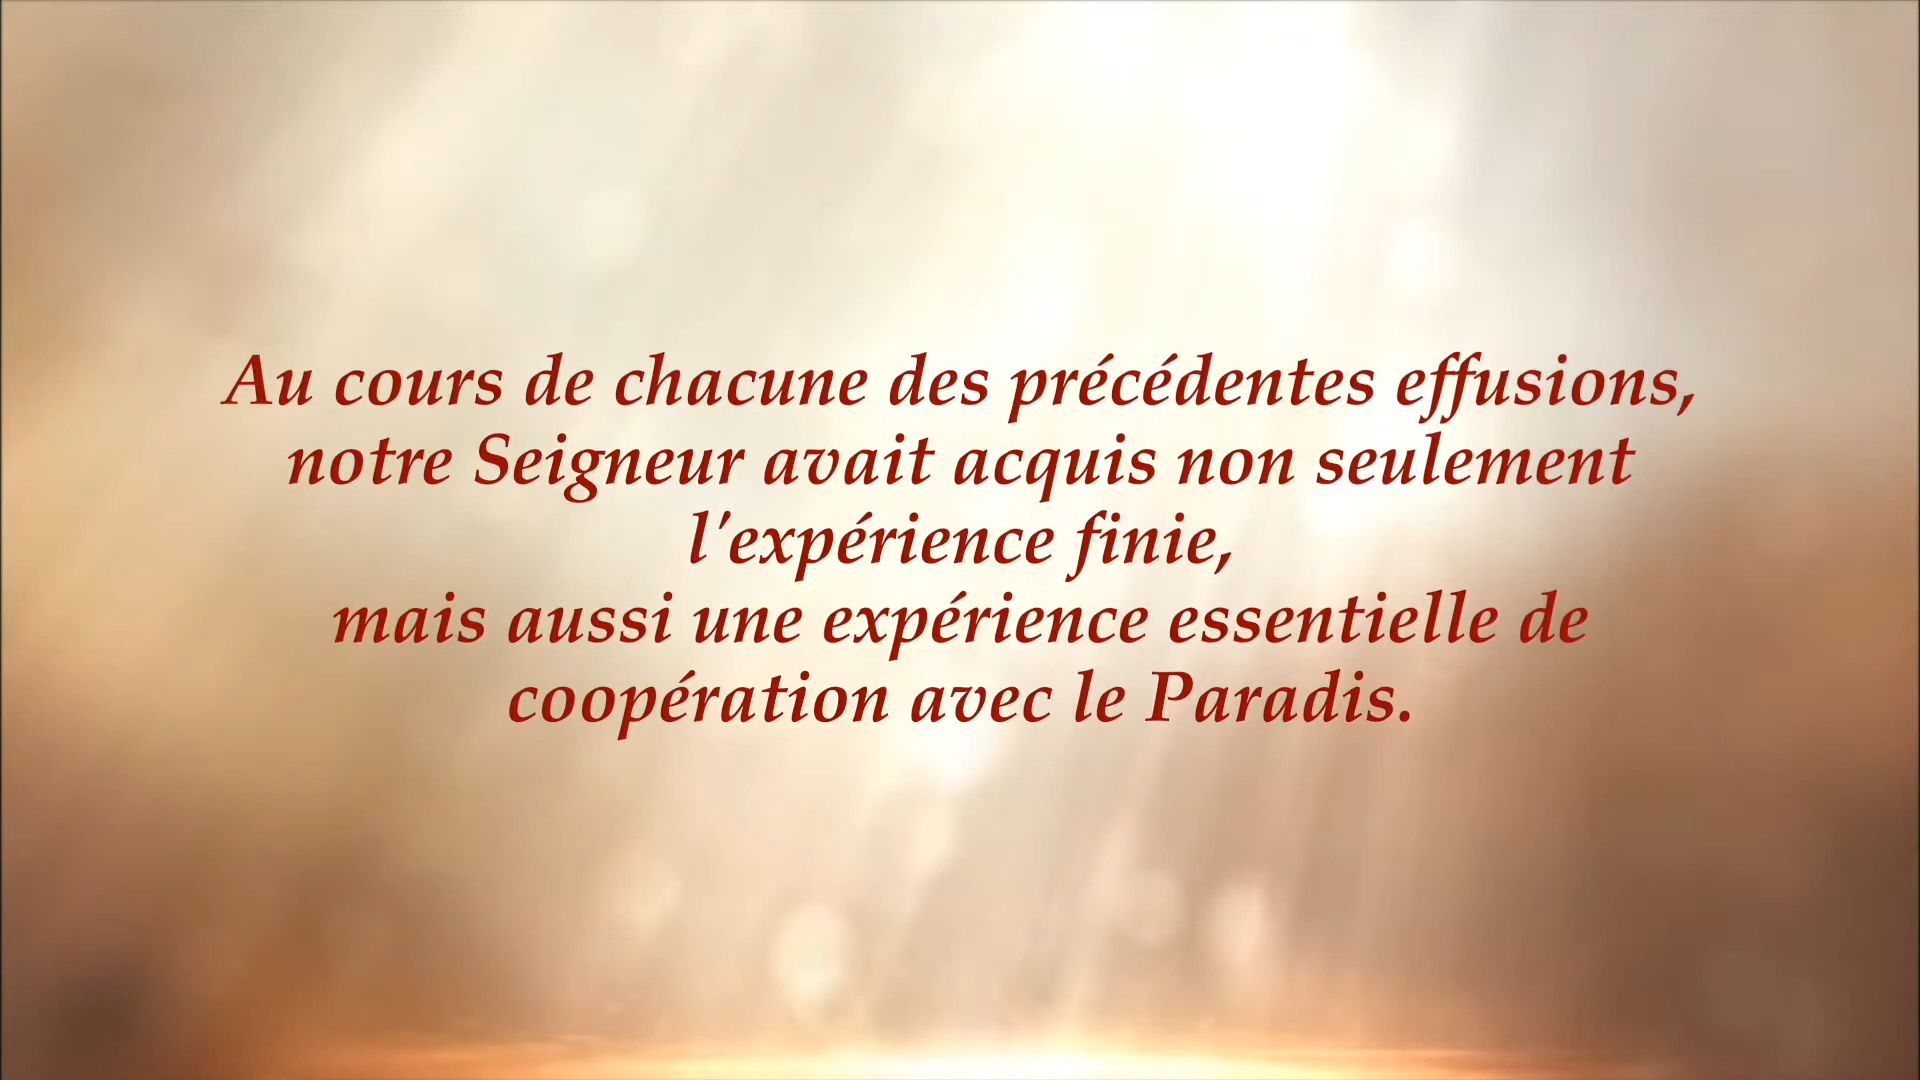 Au cours de chacune des précédentes effusions,
notre Seigneur avait acquis non seulement
l'expérience finie,
mais aussi une expérience essentielle de
coopération avec le Paradis.